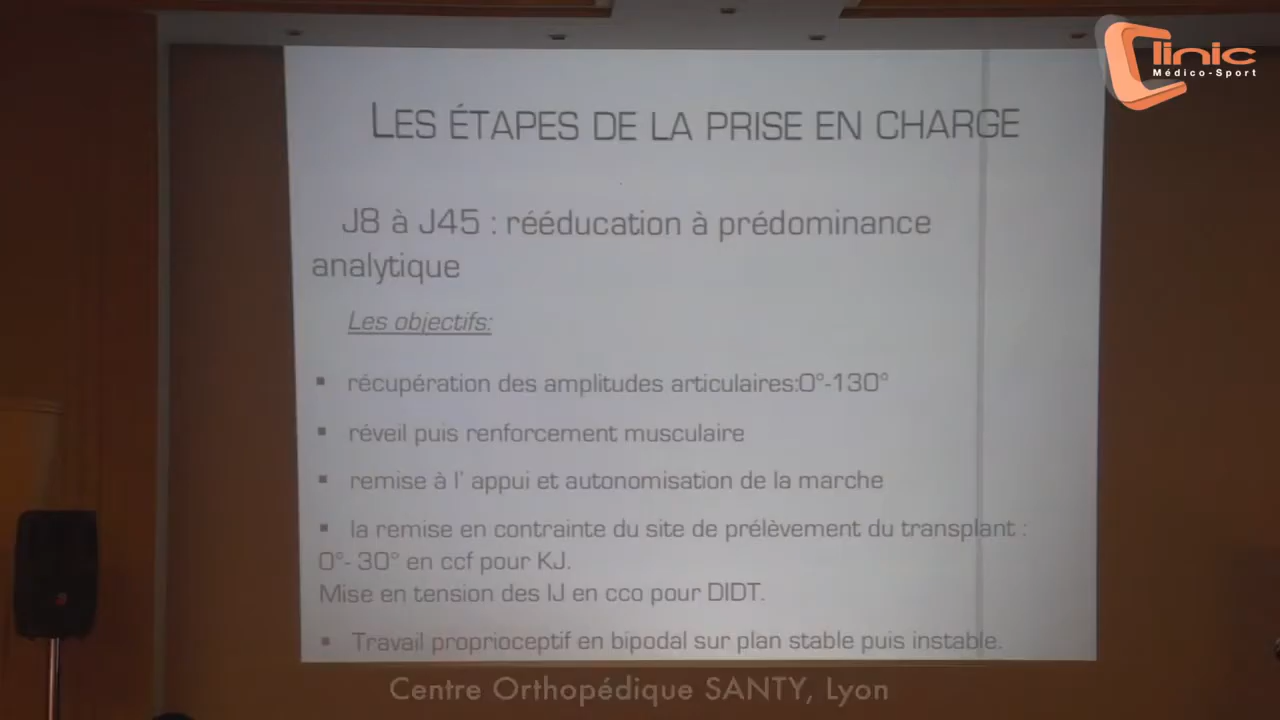 Clinic
Médico-Sport
LES ÉTAPES DE LA PRISE EN CHARGE
J8 à J45 : rééducation à prédominance
analytique
Les objectifs:
▪ récupération des amplitudes articulaires:0°-130°
▪ réveil puis renforcement musculaire
▪ remise à l' appui et autonomisation de la marche
▪ la remise en contrainte du site de prélèvement du transplant :
0°- 30° en ccf pour KJ.
Mise en tension des IJ en cco pour DIDT.
▪ Travail proprioceptif en bipodal sur plan stable puis instable.
Centre Orthopédique SANTY, Lyon